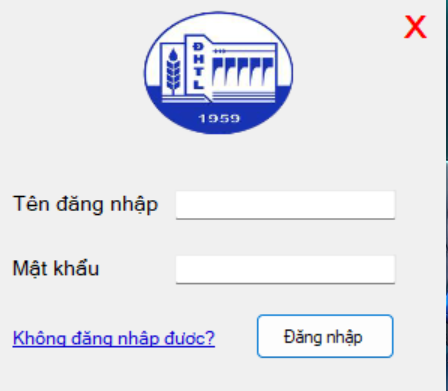 X
ĐHTL
1959
Tên đăng nhập
Mật khẩu
Không đăng nhập được?
Đăng nhập